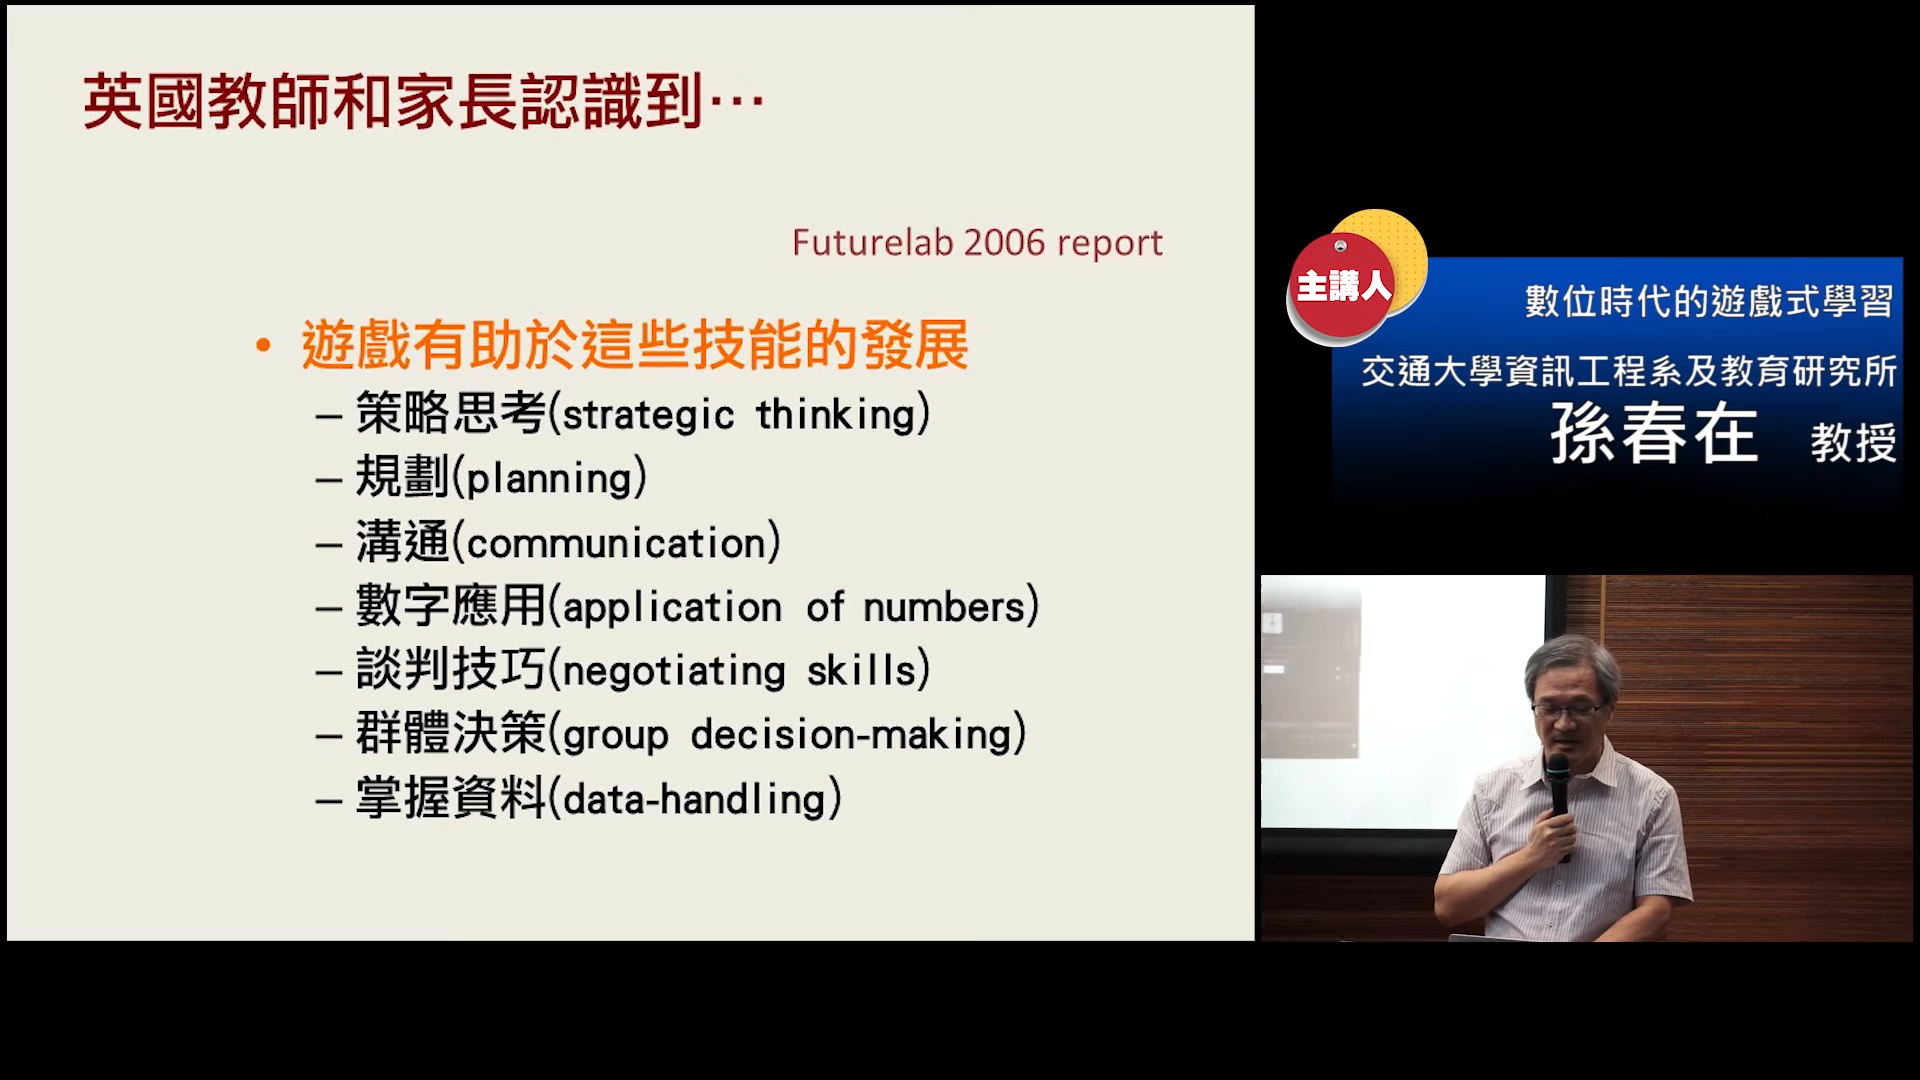 英國教師和家長認識到…
Futurelab 2006 report
• 遊戲有助於這些技能的發展
– 策略思考(strategic thinking)
– 規劃(planning)
– 溝通(communication)
– 數字應用(application of numbers)
– 談判技巧(negotiating skills)
– 群體決策(group decision-making)
– 掌握資料(data-handling)
主講人
數位時代的遊戲式學習
交通大學資訊工程系及教育研究所
孫春在 教授